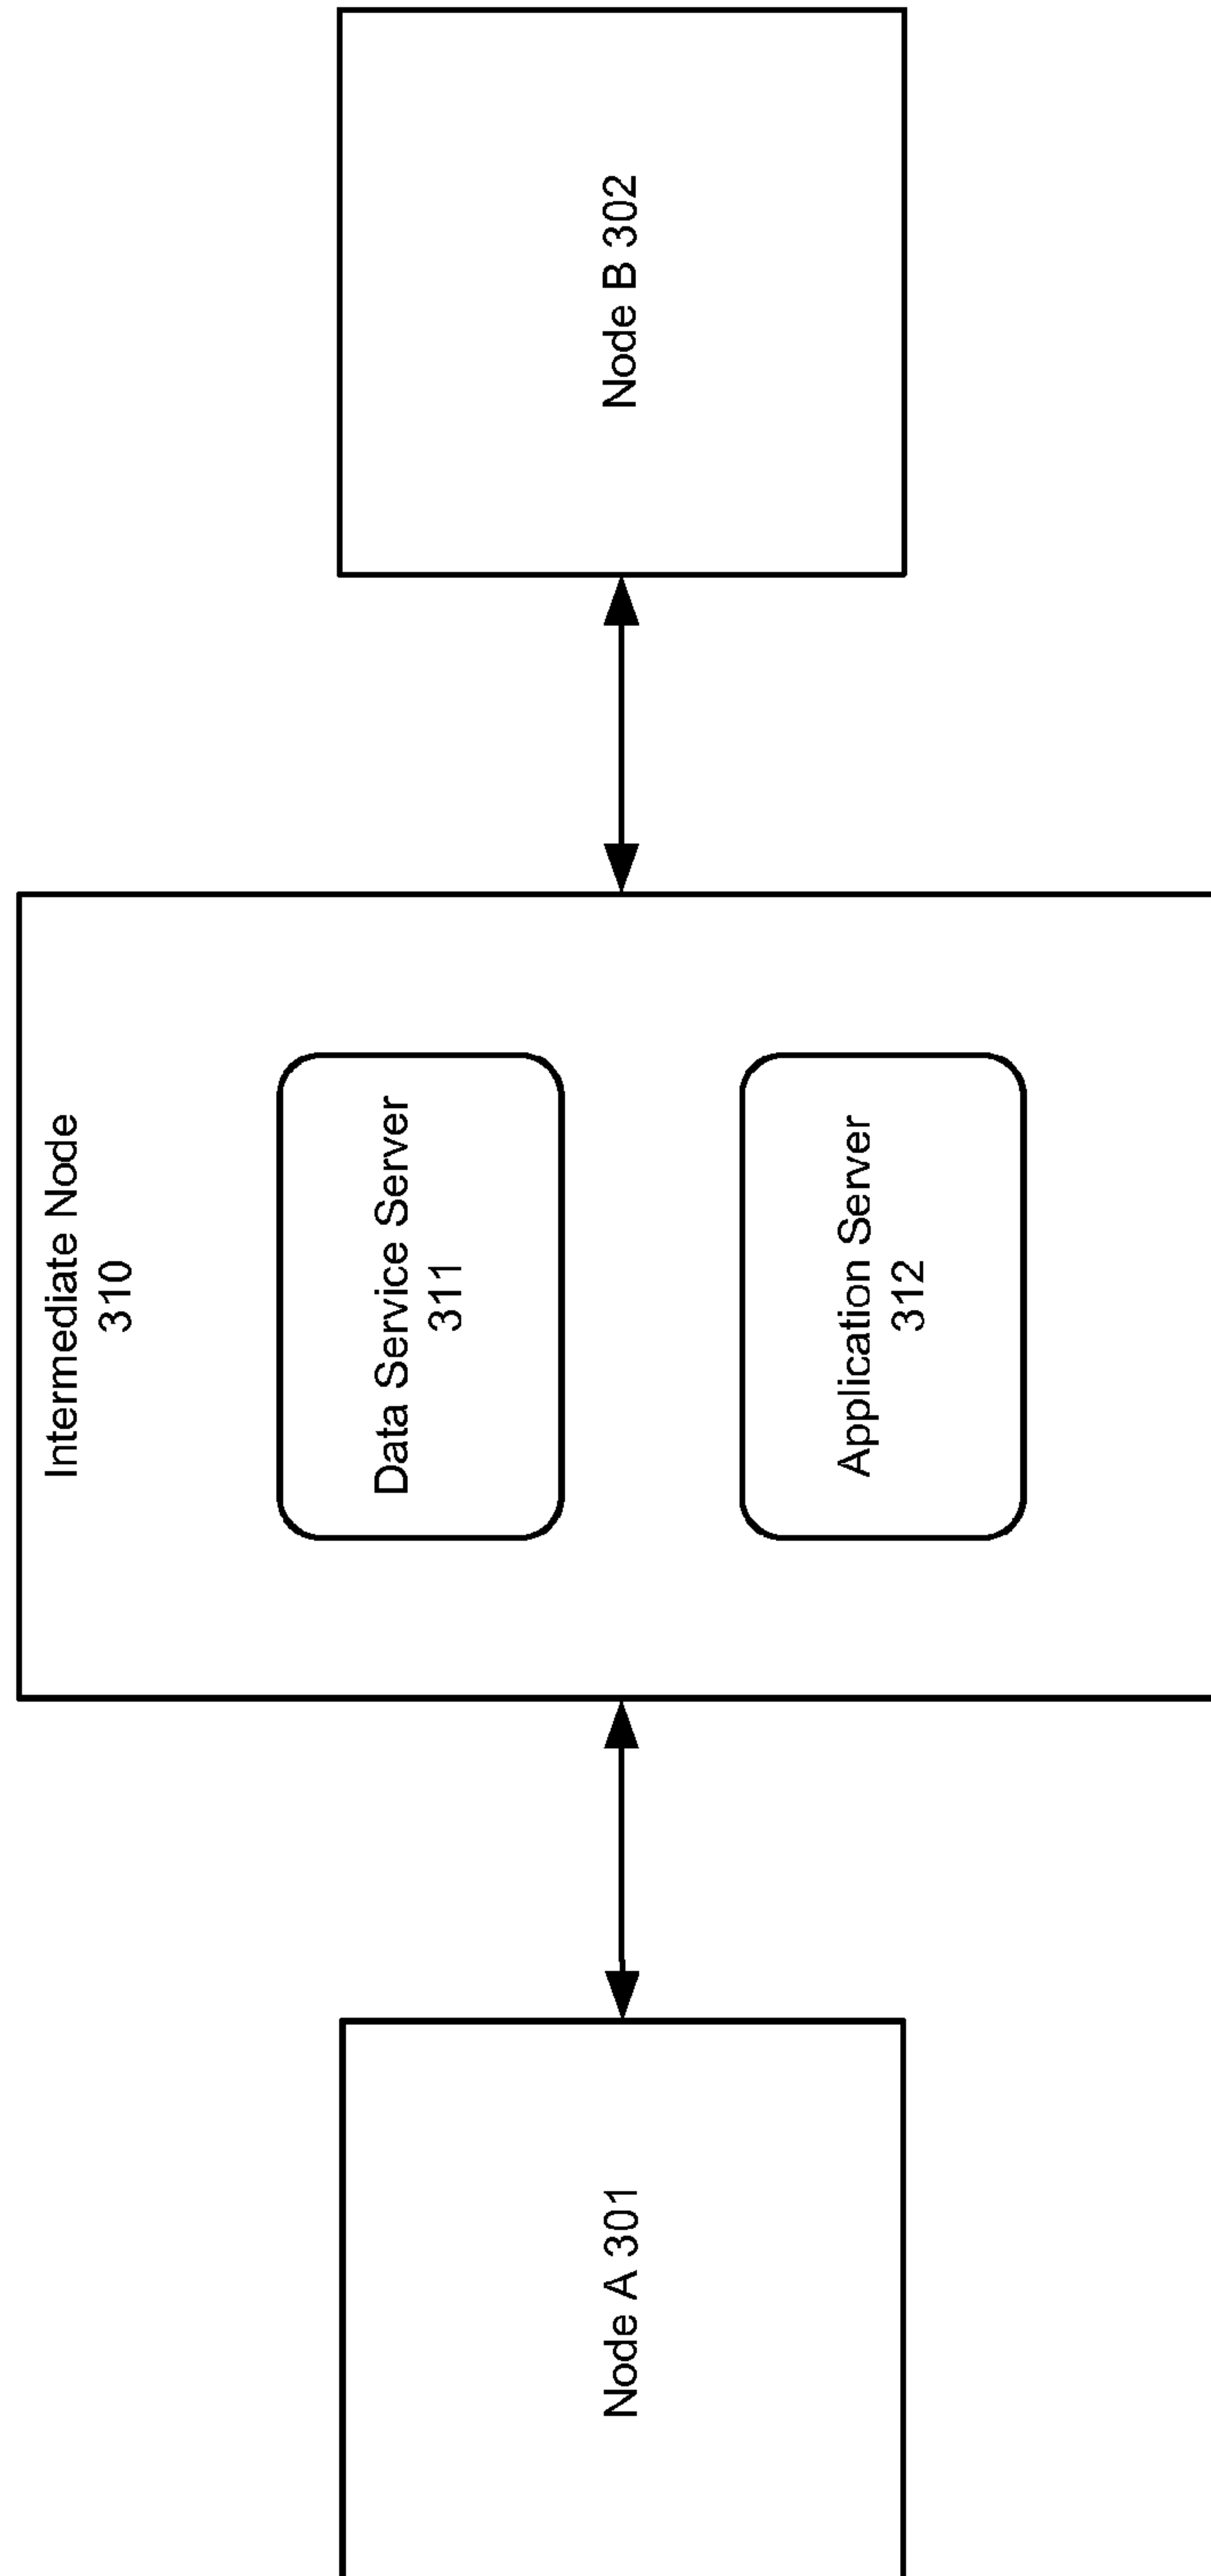 Intermediate Node
310
Node A 301
Data Service Server
311
Node B 302
Application Server
312